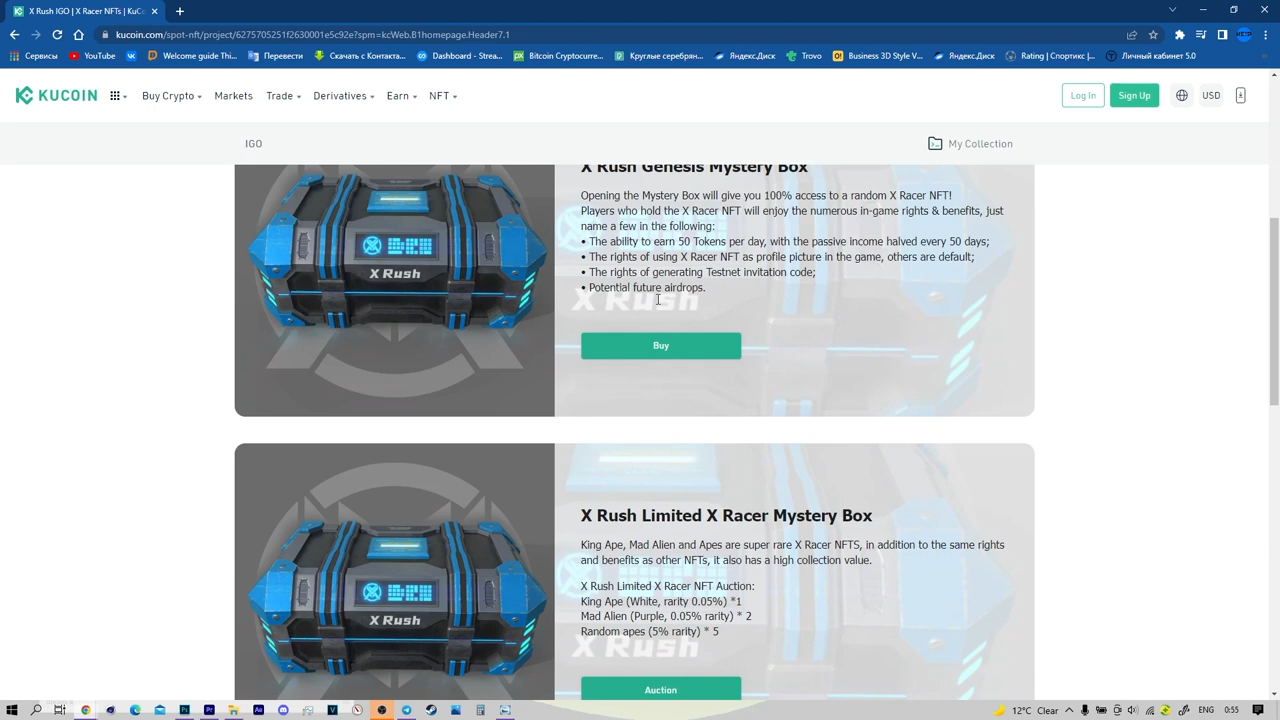 X Rush IGO | X Racer NFTs | KuC
kucoin.com/spot-nft/project/6275705251f2630001e5c92e?spm=kcWeb.B1homepage.Header7.1
Сервисы
YouTube
Welcome guide Thi...
Перевести
Скачать с Контакта...
Dashboard - Stream...
Bitcoin Cryptocurre...
Круглые серебрян...
Яндекс.Диск
Trovo
Business 3D Style V...
Яндекс.Диск
Rating | Спортикс |...
Личный кабинет 5.0
KUCOIN
Buy Crypto
Markets
Trade
Derivatives
Earn
NFT
Log In
Sign Up
USD
IGO
My Collection
X Rush Genesis Mystery Box
Opening the Mystery Box will give you 100% access to a random X Racer NFT!
Players who hold the X Racer NFT will enjoy the numerous in-game rights & benefits, just
name a few in the following:
• The ability to earn 50 Tokens per day, with the passive income halved every 50 days;
• The rights of using X Racer NFT as profile picture in the game, others are default;
• The rights of generating Testnet invitation code;
• Potential future airdrops.
X Rush
X Rush
Buy
X Rush Limited X Racer Mystery Box
King Ape, Mad Alien and Apes are super rare X Racer NFTS, in addition to the same rights
and benefits as other NFTs, it also has a high collection value.
X Rush Limited X Racer NFT Auction:
King Ape (White, rarity 0.05%) *1
Mad Alien (Purple, 0.05% rarity) * 2
Random apes (5% rarity) * 5
X Rush
X Rush
Auction
12°C Clear
ENG
0:55